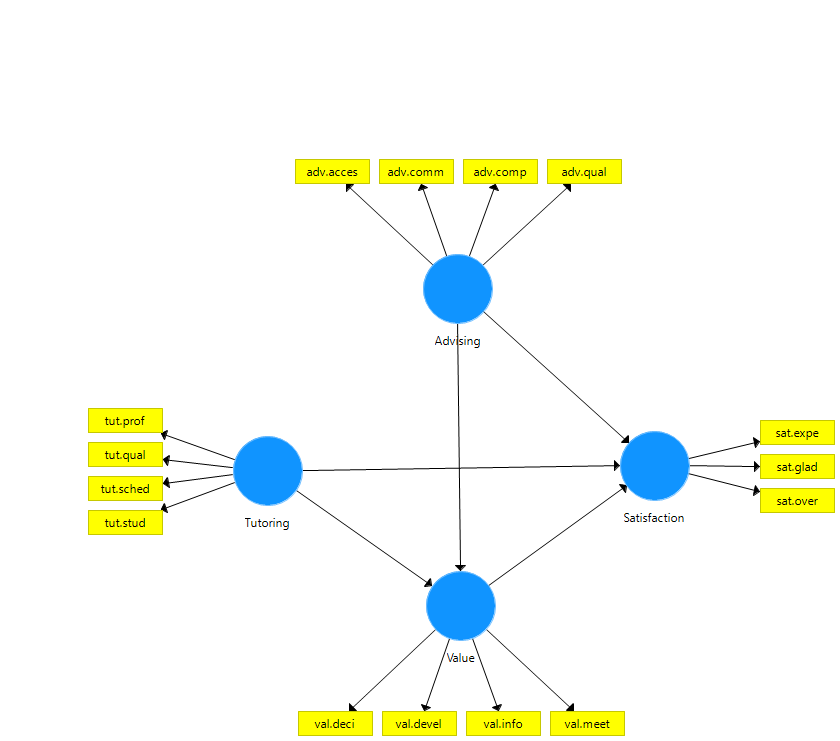 adv.acces
adv.comm
adv.comp
adv.qual
Advising
tut.prof
tut.qual
tut.sched
tut.stud
Tutoring
sat.expe
sat.glad
sat.over
Satisfaction
Value
val.deci
val.devel
val.info
val.meet